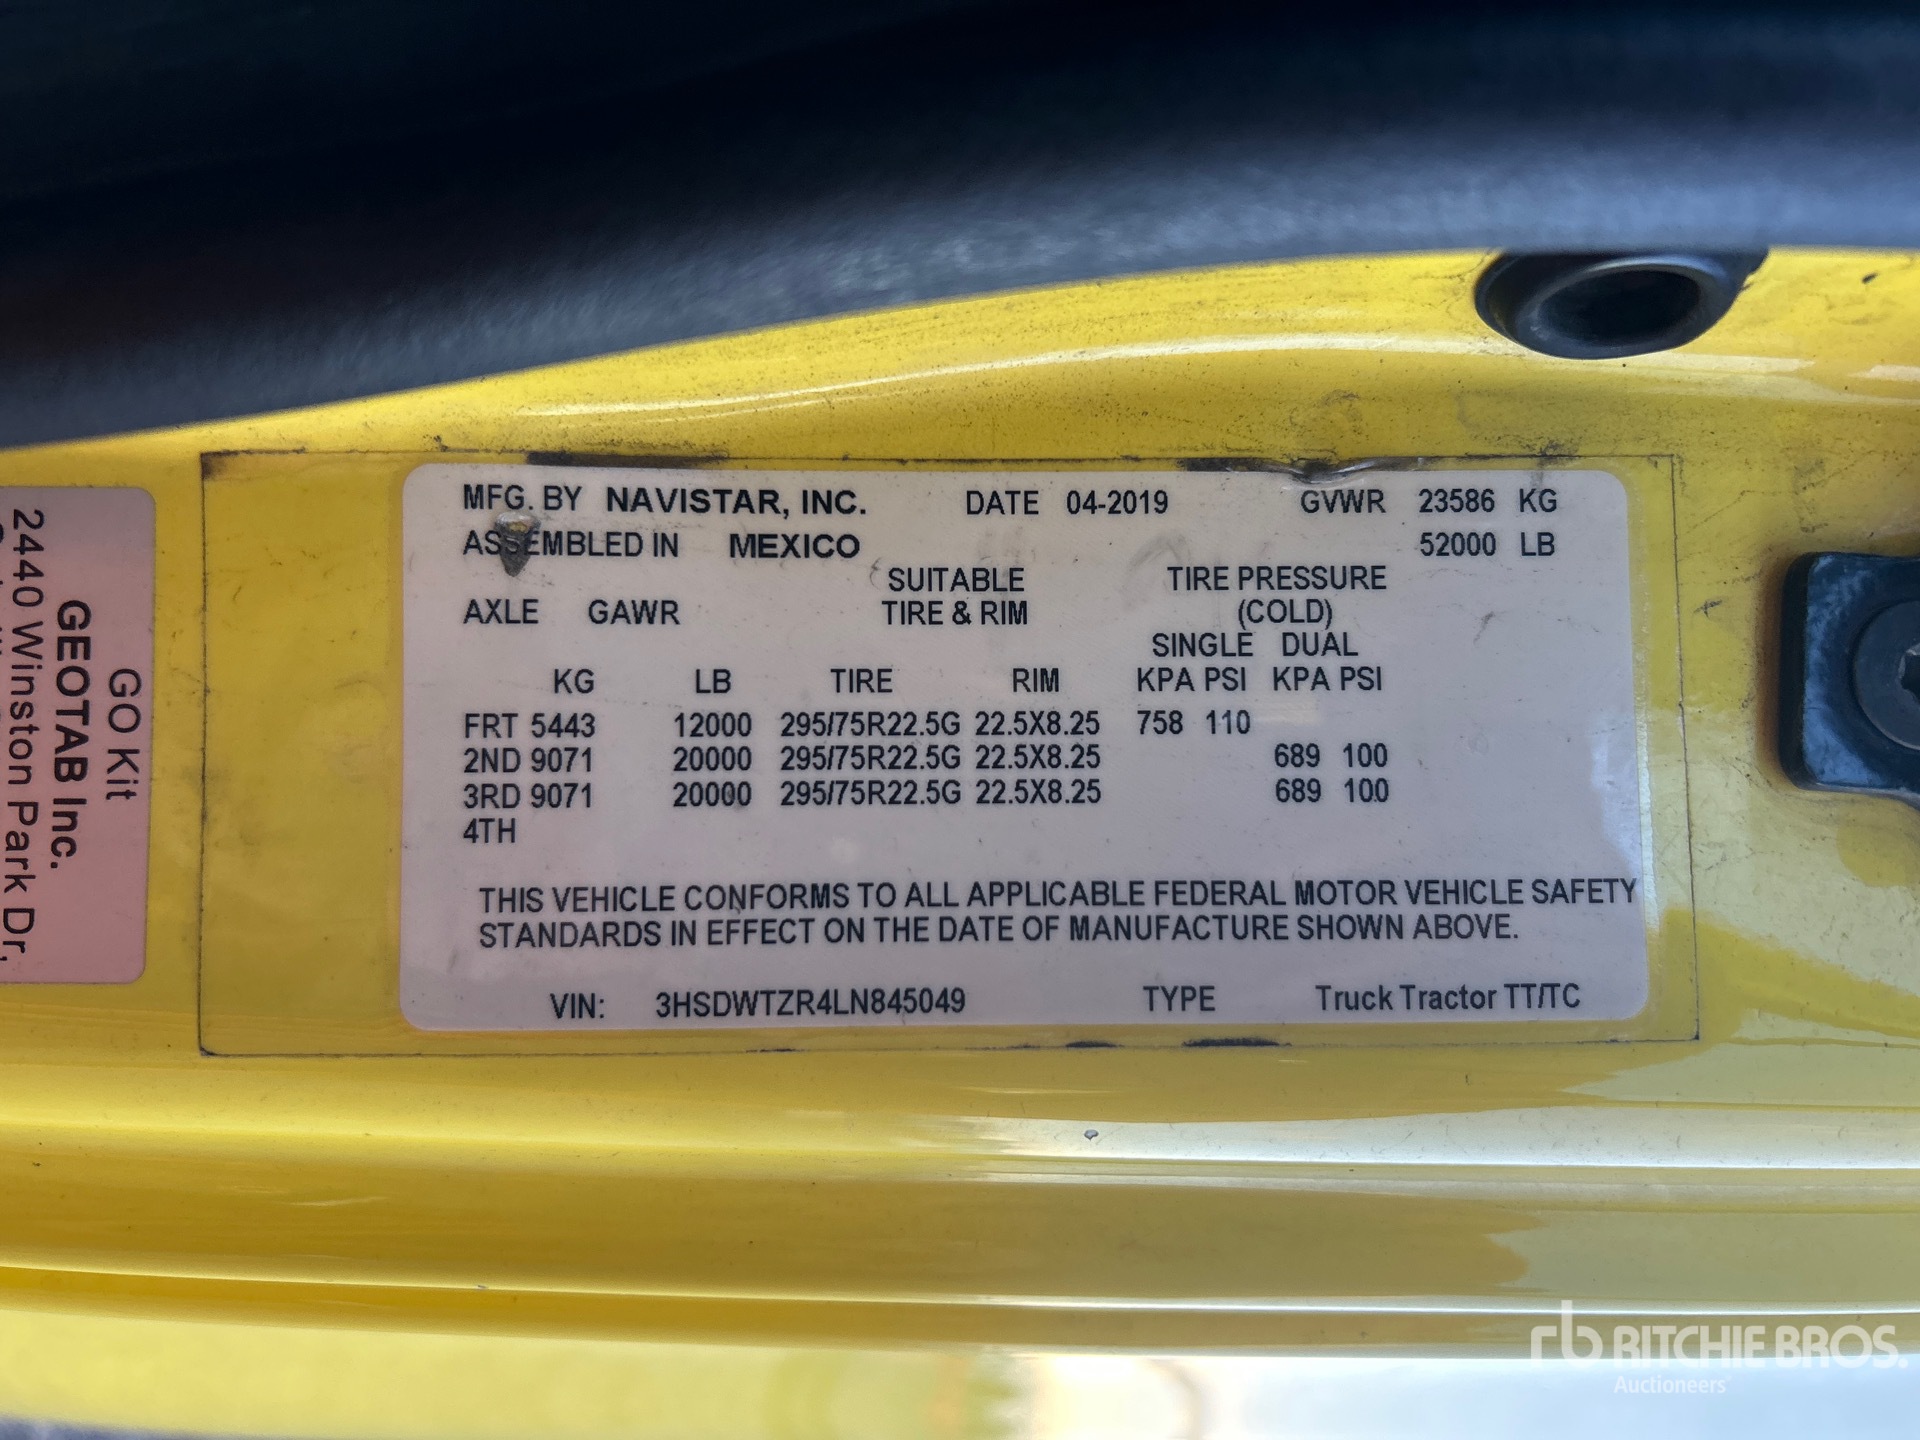 MFG. BY NAVISTAR, INC. DATE 04-2019 GVWR 23586 KG
ASSEMBLED IN MEXICO 52000 LB
SUITABLE TIRE PRESSURE
AXLE GAWR TIRE & RIM (COLD)
SINGLE DUAL
KG LB TIRE RIM KPA PSI KPA PSI
FRT 5443 12000 295/75R22.5G 22.5X8.25 758 110
2ND 9071 20000 295/75R22.5G 22.5X8.25 689 100
3RD 9071 20000 295/75R22.5G 22.5X8.25 689 100
4TH
THIS VEHICLE CONFORMS TO ALL APPLICABLE FEDERAL MOTOR VEHICLE SAFETY
STANDARDS IN EFFECT ON THE DATE OF MANUFACTURE SHOWN ABOVE.
VIN: 3HSDWTZR4LN845049 TYPE Truck Tractor TT/TC
GO Kit
GEOTAB Inc.
2440 Winston Park Dr,
rb RITCHIE BROS.
Auctioneers